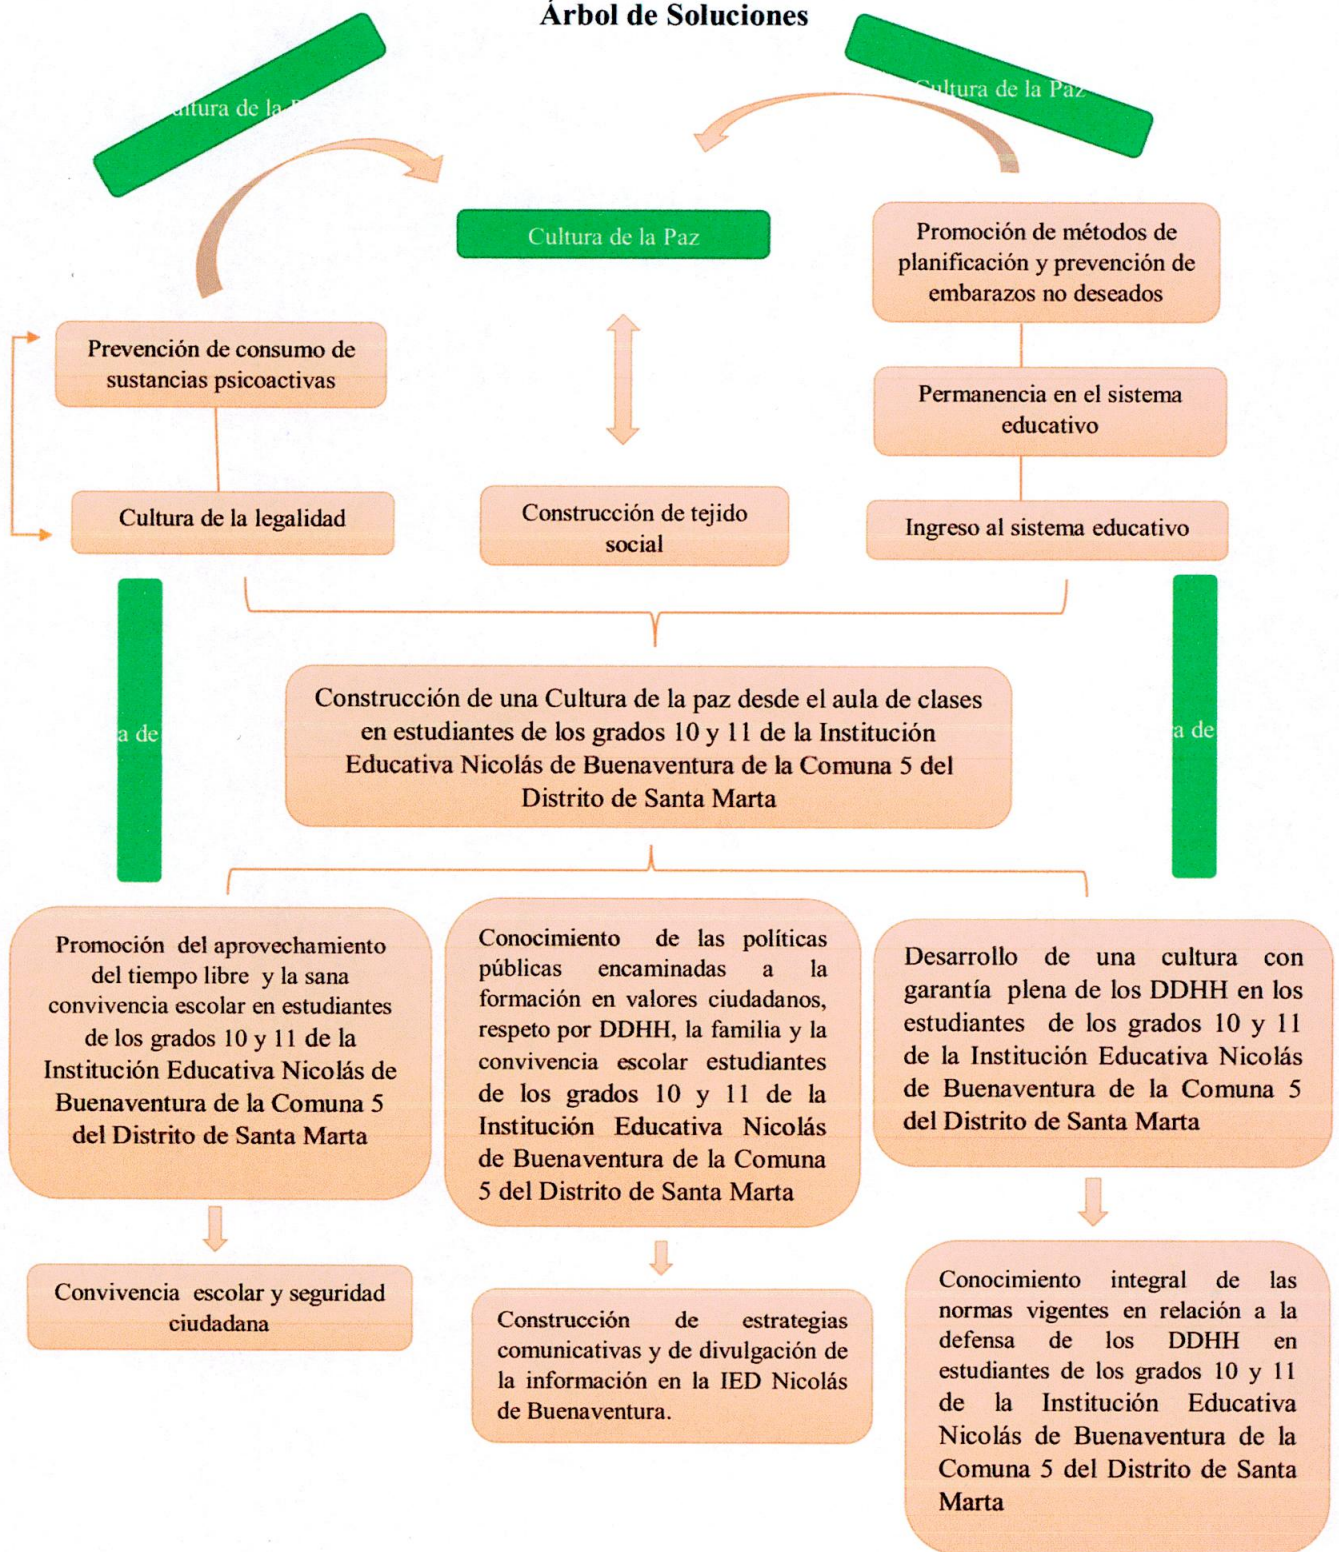 Árbol de Soluciones
ultura de la
Cultura de la Paz
Cultura de la Paz
Promoción de métodos de
planificación y prevención de
embarazos no deseados
Prevención de consumo de
sustancias psicoactivas
Permanencia en el sistema
educativo
Cultura de la legalidad
Construcción de tejido
social
Ingreso al sistema educativo
a de
a de
Construcción de una Cultura de la paz desde el aula de clases
en estudiantes de los grados 10 y 11 de la Institución
Educativa Nicolás de Buenaventura de la Comuna 5 del
Distrito de Santa Marta
Promoción del aprovechamiento
del tiempo libre y la sana
convivencia escolar en estudiantes
de los grados 10 y 11 de la
Institución Educativa Nicolás de
Buenaventura de la Comuna 5
del Distrito de Santa Marta
Conocimiento de las políticas
públicas encaminadas a la
formación en valores ciudadanos,
respeto por DDHH, la familia y la
convivencia escolar estudiantes
de los grados 10 y 11 de la
Institución Educativa Nicolás
de Buenaventura de la Comuna
5 del Distrito de Santa Marta
Desarrollo de una cultura con
garantía plena de los DDHH en los
estudiantes de los grados 10 y 11
de la Institución Educativa Nicolás
de Buenaventura de la Comuna 5
del Distrito de Santa Marta
Convivencia escolar y seguridad
ciudadana
Construcción de estrategias
comunicativas y de divulgación de
la información en la IED Nicolás
de Buenaventura.
Conocimiento integral de las
normas vigentes en relación a la
defensa de los DDHH en
estudiantes de los grados 10 y 11
de la Institución Educativa
Nicolás de Buenaventura de la
Comuna 5 del Distrito de Santa
Marta